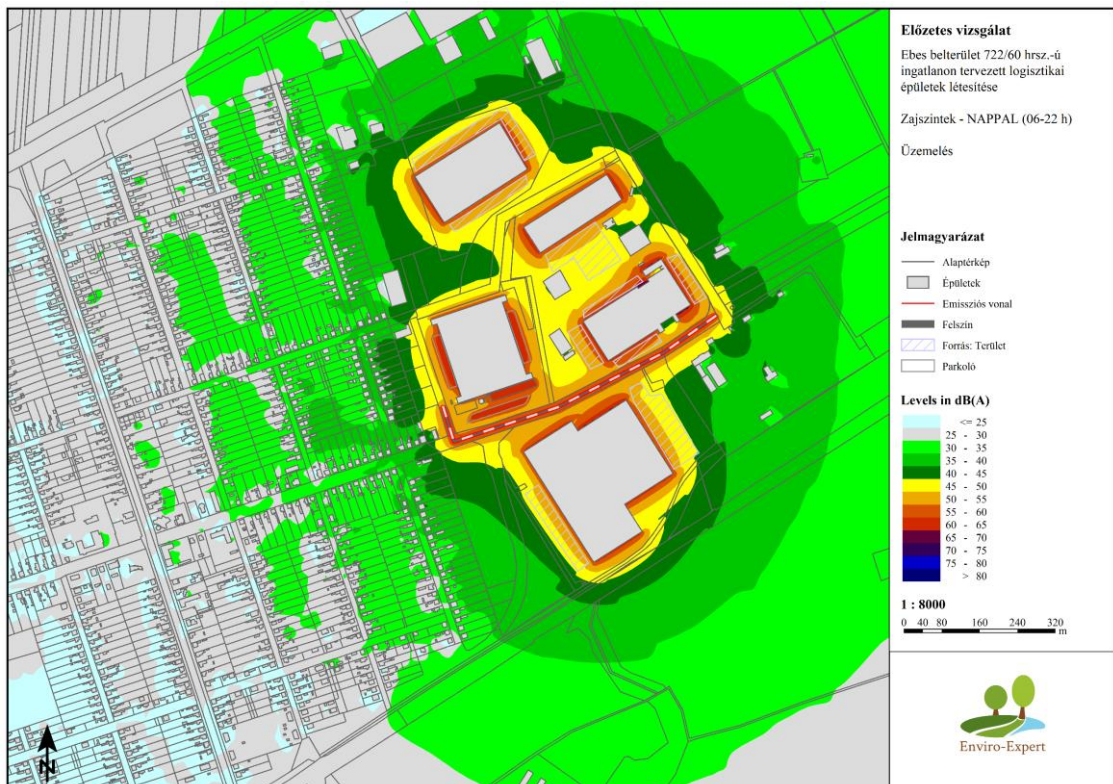 Előzetes vizsgálat
Ebes belterület 722/60 hrsz.-ú
ingatlanon tervezett logisztikai
épületek létesítése
Zajszintek - NAPPAL (06-22 h)
Üzemelés
Jelmagyarázat
Alaptérkép
Épületek
Emissziós vonal
Felszín
Forrás: Terület
Parkoló
Levels in dB(A)
<= 25
25 - 30
30 - 35
35 - 40
40 - 45
45 - 50
50 - 55
55 - 60
60 - 65
65 - 70
70 - 75
75 - 80
> 80
1 : 8000
0 40 80 160 240 320
m
Enviro-Expert
N